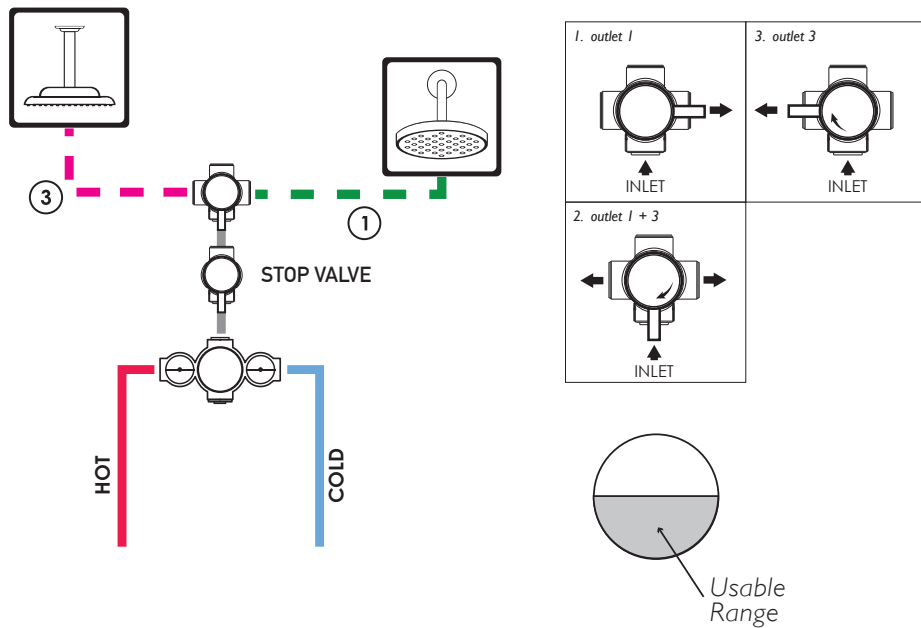 1. outlet 1
3. outlet 3
INLET
INLET
2. outlet 1 + 3
INLET
3
1
STOP VALVE
HOT
COLD
Usable
Range